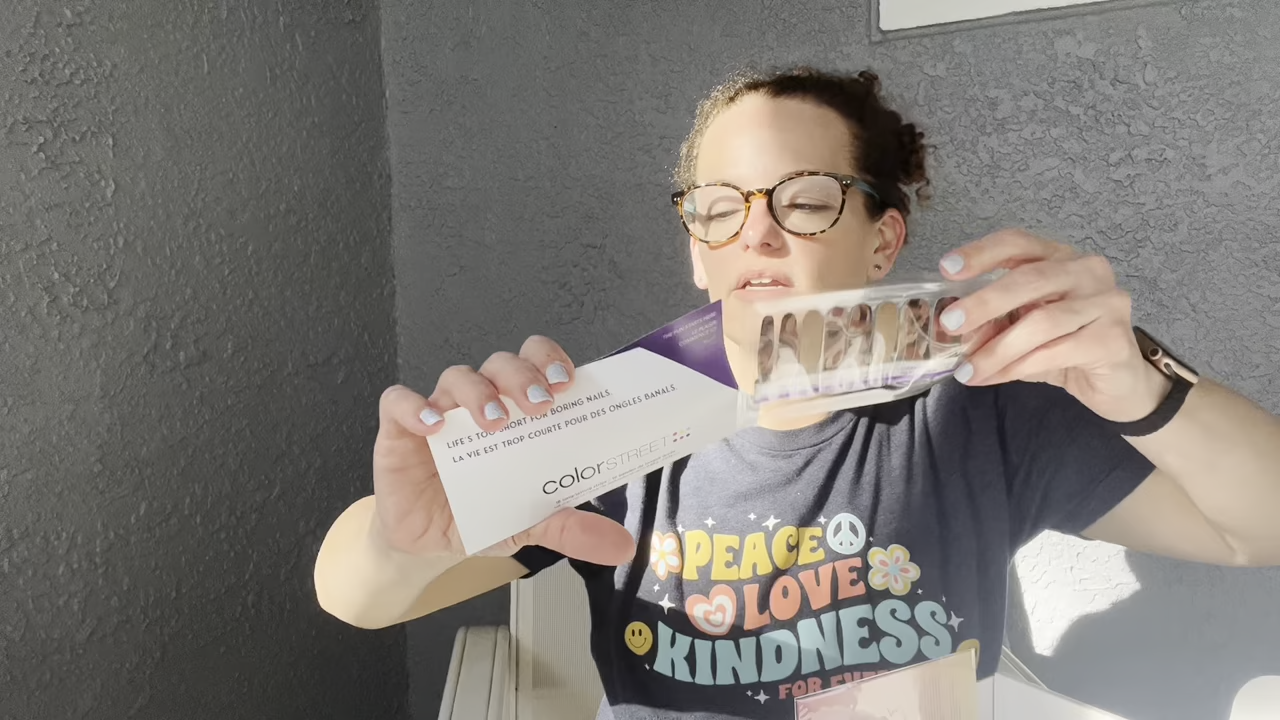 LIFE'S TOO SHORT FOR BORING NAILS.
LA VIE EST TROP COURTE POUR DES ONGLES BANALS.
colorSTREET
PEACE
LOVE
KINDNESS
FOR